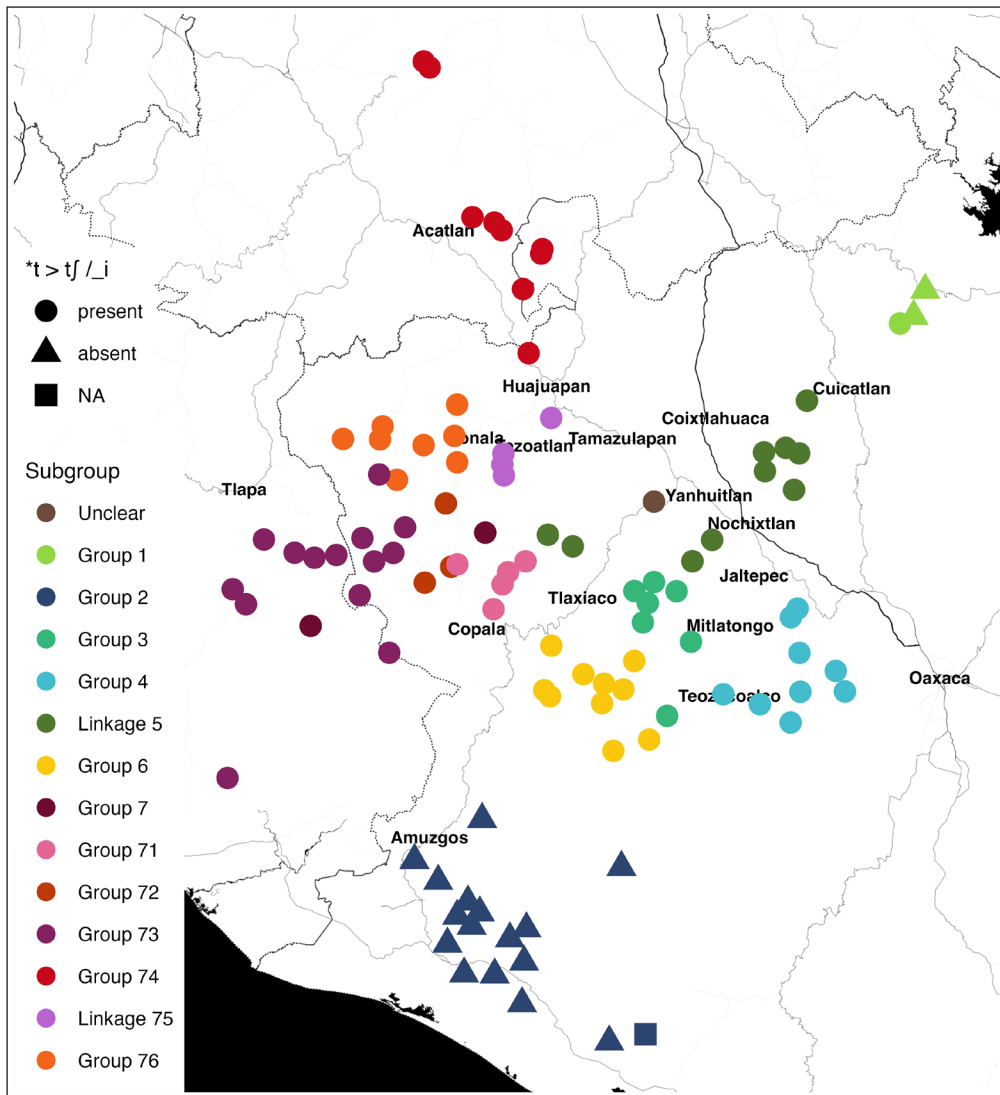 Acatlan
*t > tʃ /_i
present
absent
NA
Huajuapan
Cuicatlan
Coixtlahuaca
Tamazulapan
Subgroup
Tlapa
Yanhuitlan
Unclear
Nochixtlan
Group 1
Jaltepec
Group 2
Tlaxiaco
Mitlatongo
Copala
Group 3
Oaxaca
Group 4
Linkage 5
Group 6
Group 7
Amuzgos
Group 71
Group 72
Group 73
Group 74
Linkage 75
Group 76